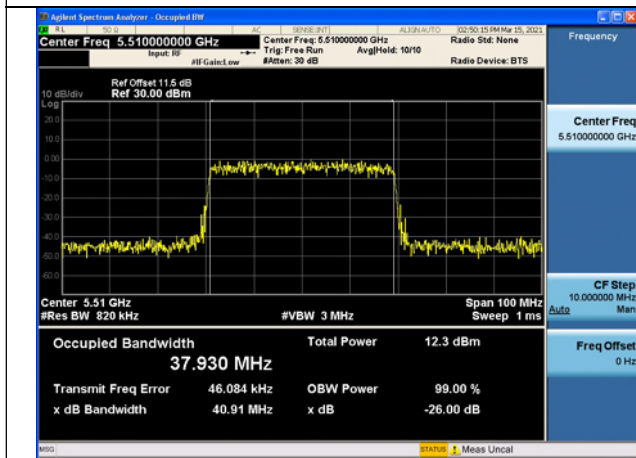 Agilent Spectrum Analyzer - Occupied BW
RL 50 Ω AC SENSE:INT ALIGNAUTO 02:50:15 PM Mar 15, 2021
Center Freq 5.510000000 GHz
Input: RF
#IFGain:Low
Center Freq: 5.510000000 GHz
Trig: Free Run Avg|Hold: 10/10
#Atten: 30 dB
Radio Std: None
Radio Device: BTS
Frequency
Ref Offset 11.5 dB
10 dB/div Ref 30.00 dBm
Log
20.0
10.0
0.00
-10.0
-20.0
-30.0
-40.0
-50.0
-60.0
Center Freq
5.510000000 GHz
Center 5.51 GHz Span 100 MHz
#Res BW 820 kHz #VBW 3 MHz Sweep 1 ms
CF Step
10.000000 MHz
Auto Man
Occupied Bandwidth Total Power 12.3 dBm
37.930 MHz
Transmit Freq Error 46.084 kHz OBW Power 99.00 %
x dB Bandwidth 40.91 MHz x dB -26.00 dB
Freq Offset
0 Hz
MSG STATUS Meas Uncal